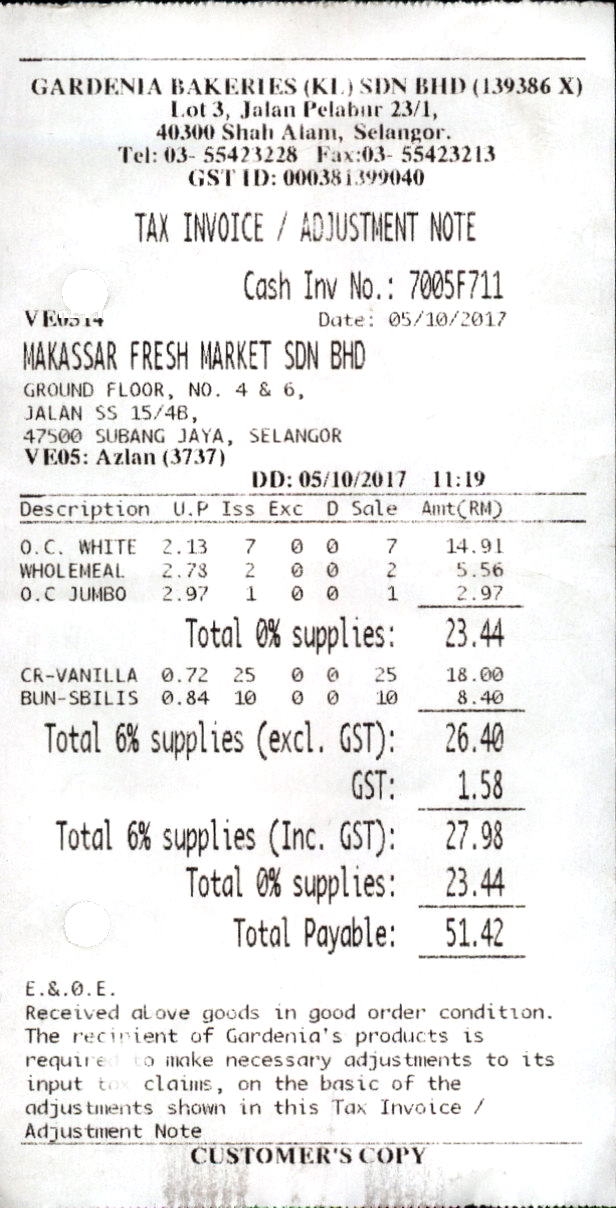 GARDENIA BAKERIES (KL) SDN BHD (139386 X)
Lot 3, Jalan Pelabur 23/1,
40300 Shah Alam, Selangor.
Tel: 03- 55423228 Fax:03- 55423213
GST ID: 000381399040
TAX INVOICE / ADJUSTMENT NOTE
Cash Inv No.: 7005F711
VE0514 Date: 05/10/2017
MAKASSAR FRESH MARKET SDN BHD
GROUND FLOOR, NO. 4 & 6,
JALAN SS 15/4B,
47500 SUBANG JAYA, SELANGOR
VE05: Azlan (3737)
DD: 05/10/2017 11:19
Description U.P Iss Exc D Sale Amt(RM)
O.C. WHITE 2.13 7 0 0 7 14.91
WHOLEMEAL 2.78 2 0 0 2 5.56
O.C JUMBO 2.97 1 0 0 1 2.97
Total 0% supplies: 23.44
CR-VANILLA 0.72 25 0 0 25 18.00
BUN-SBILIS 0.84 10 0 0 10 8.40
Total 6% supplies (excl. GST): 26.40
GST: 1.58
Total 6% supplies (Inc. GST): 27.98
Total 0% supplies: 23.44
Total Payable: 51.42
E.&.O.E.
Received above goods in good order condition.
The recipient of Gardenia's products is
required to make necessary adjustments to its
input tax claims, on the basic of the
adjustments shown in this Tax Invoice /
Adjustment Note
CUSTOMER'S COPY